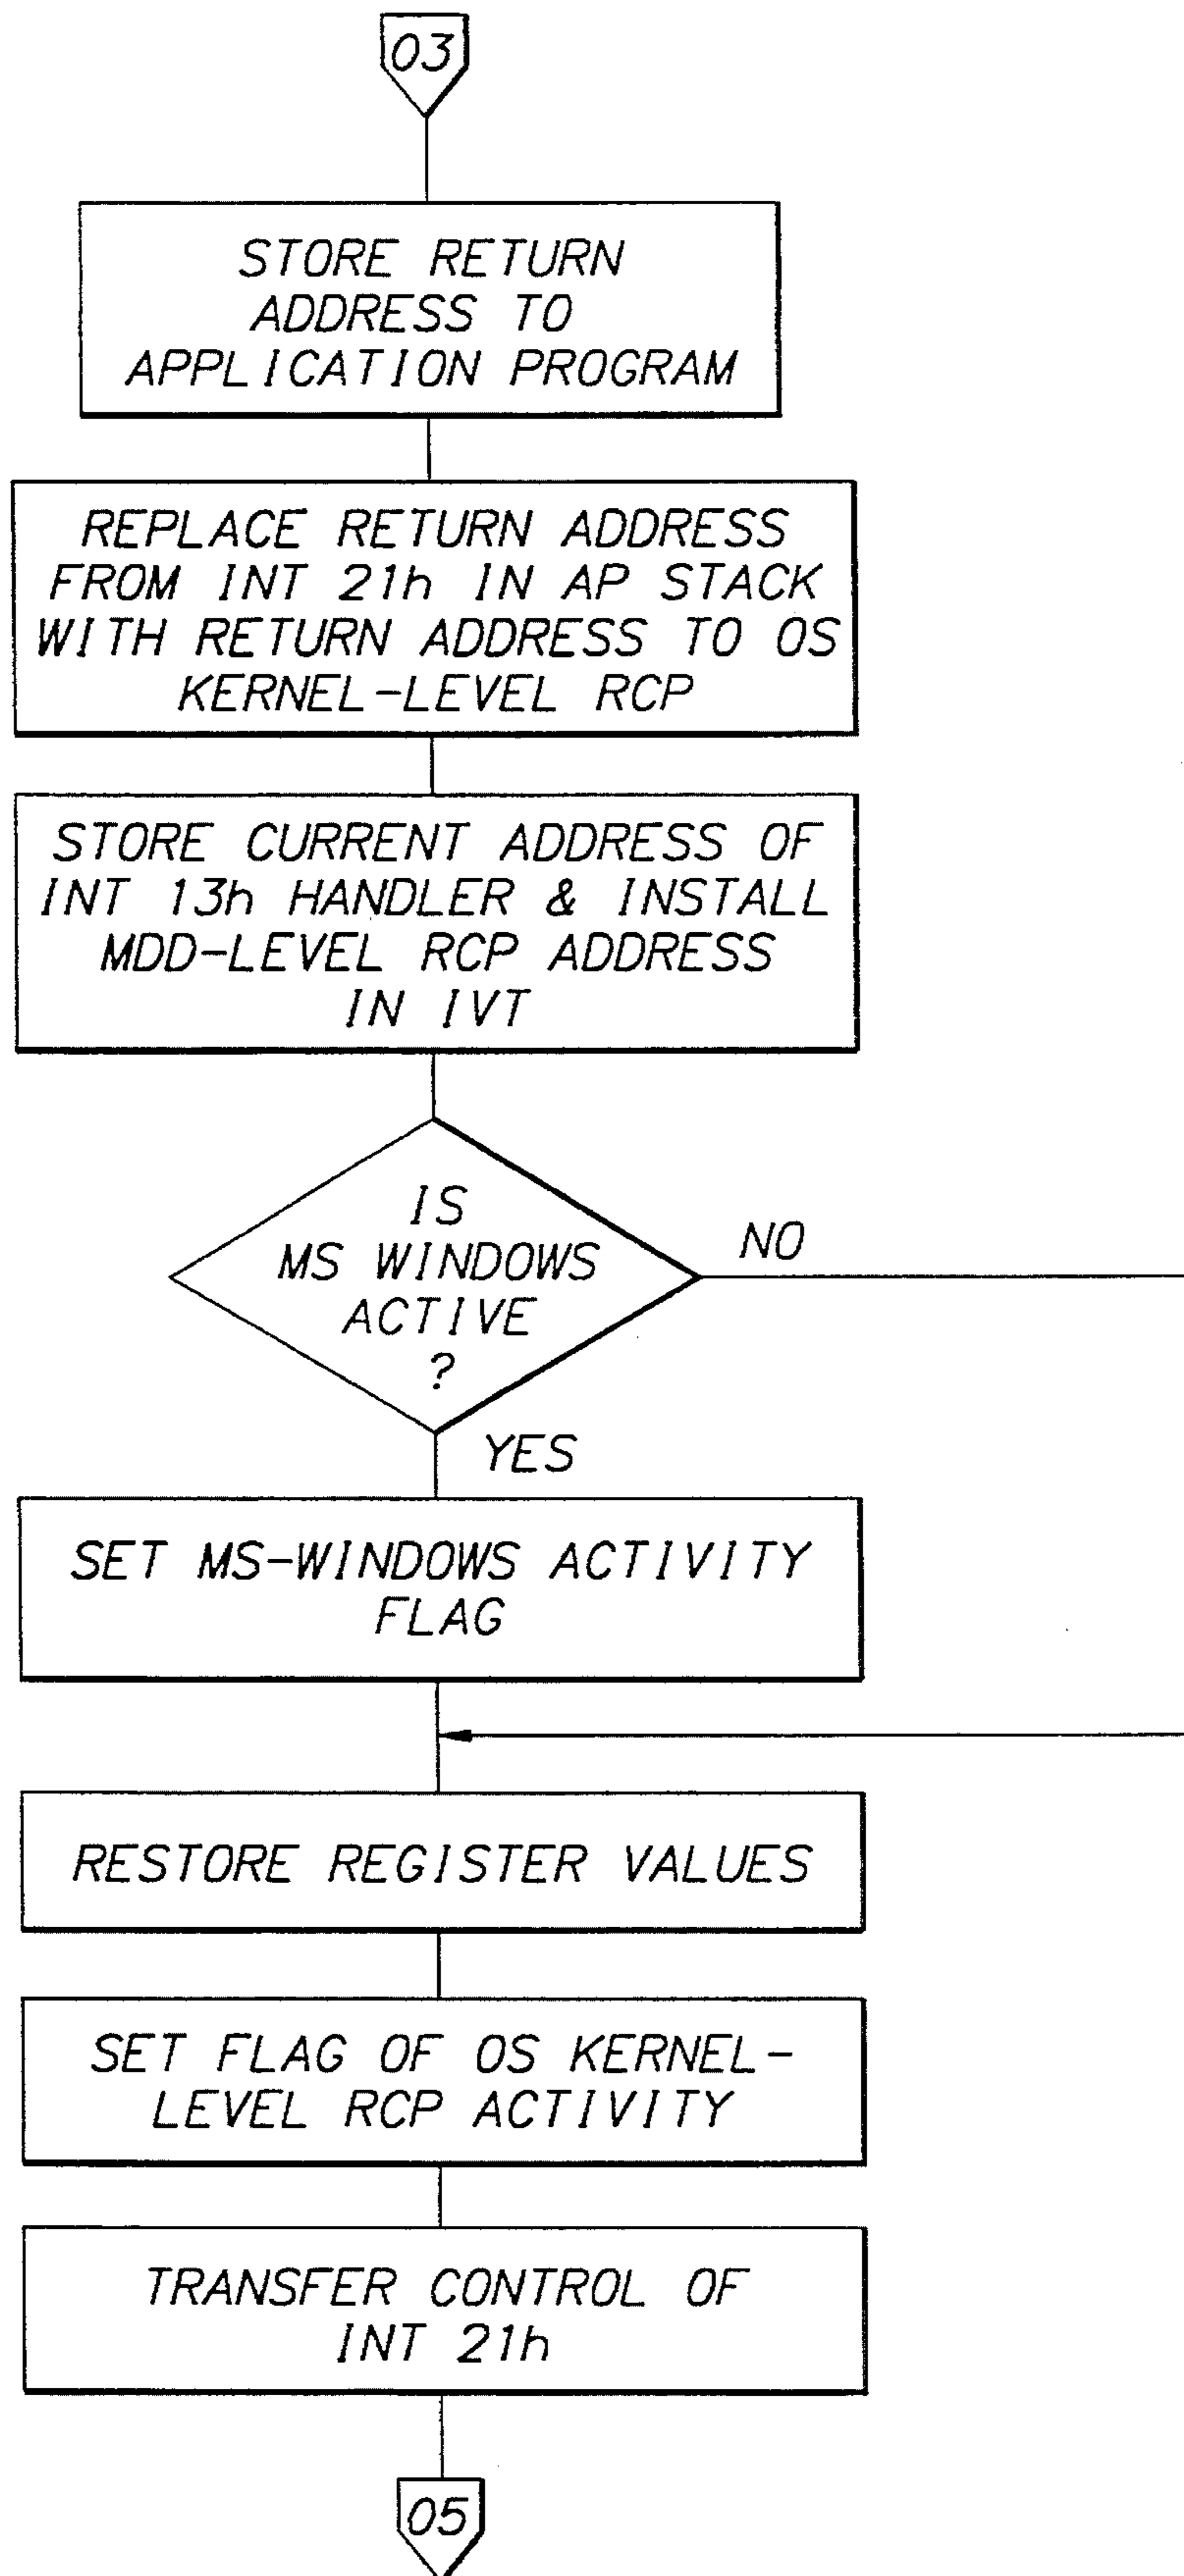 03
STORE RETURN
ADDRESS TO
APPLICATION PROGRAM
REPLACE RETURN ADDRESS
FROM INT 21h IN AP STACK
WITH RETURN ADDRESS TO OS
KERNEL-LEVEL RCP
STORE CURRENT ADDRESS OF
INT 13h HANDLER & INSTALL
MDD-LEVEL RCP ADDRESS
IN IVT
IS
MS WINDOWS
ACTIVE
?
NO
YES
SET MS-WINDOWS ACTIVITY
FLAG
RESTORE REGISTER VALUES
SET FLAG OF OS KERNEL-
LEVEL RCP ACTIVITY
TRANSFER CONTROL OF
INT 21h
05